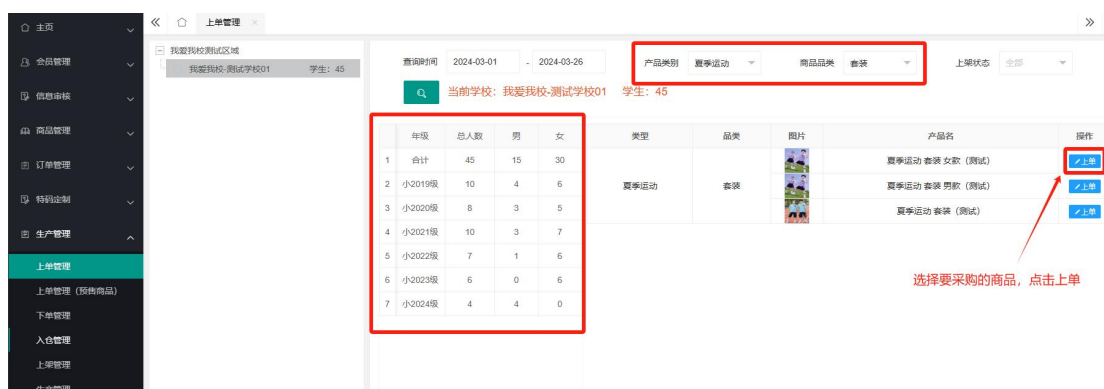 主页
会员管理
信息审核
商品管理
订单管理
特码定制
生产管理
上单管理
上单管理（预售商品）
下单管理
入仓管理
上架管理
生产管理
上单管理 ×
我爱我校测试区域
我爱我校-测试学校01 学生：45
查询时间 2024-03-01 - 2024-03-26 产品类别 夏季运动 商品品类 套装 上架状态 全部
当前学校：我爱我校-测试学校01 学生：45
年级 总人数 男 女 类型 品类 图片 产品名 操作
1 合计 45 15 30 夏季运动 套装 女款（测试） 上单
2 小2019级 10 4 6 夏季运动 套装 夏季运动 套装 男款（测试） 上单
3 小2020级 8 3 5 夏季运动 套装（测试） 上单
4 小2021级 10 3 7
5 小2022级 7 1 6
6 小2023级 6 0 6
7 小2024级 4 4 0
选择要采购的商品，点击上单